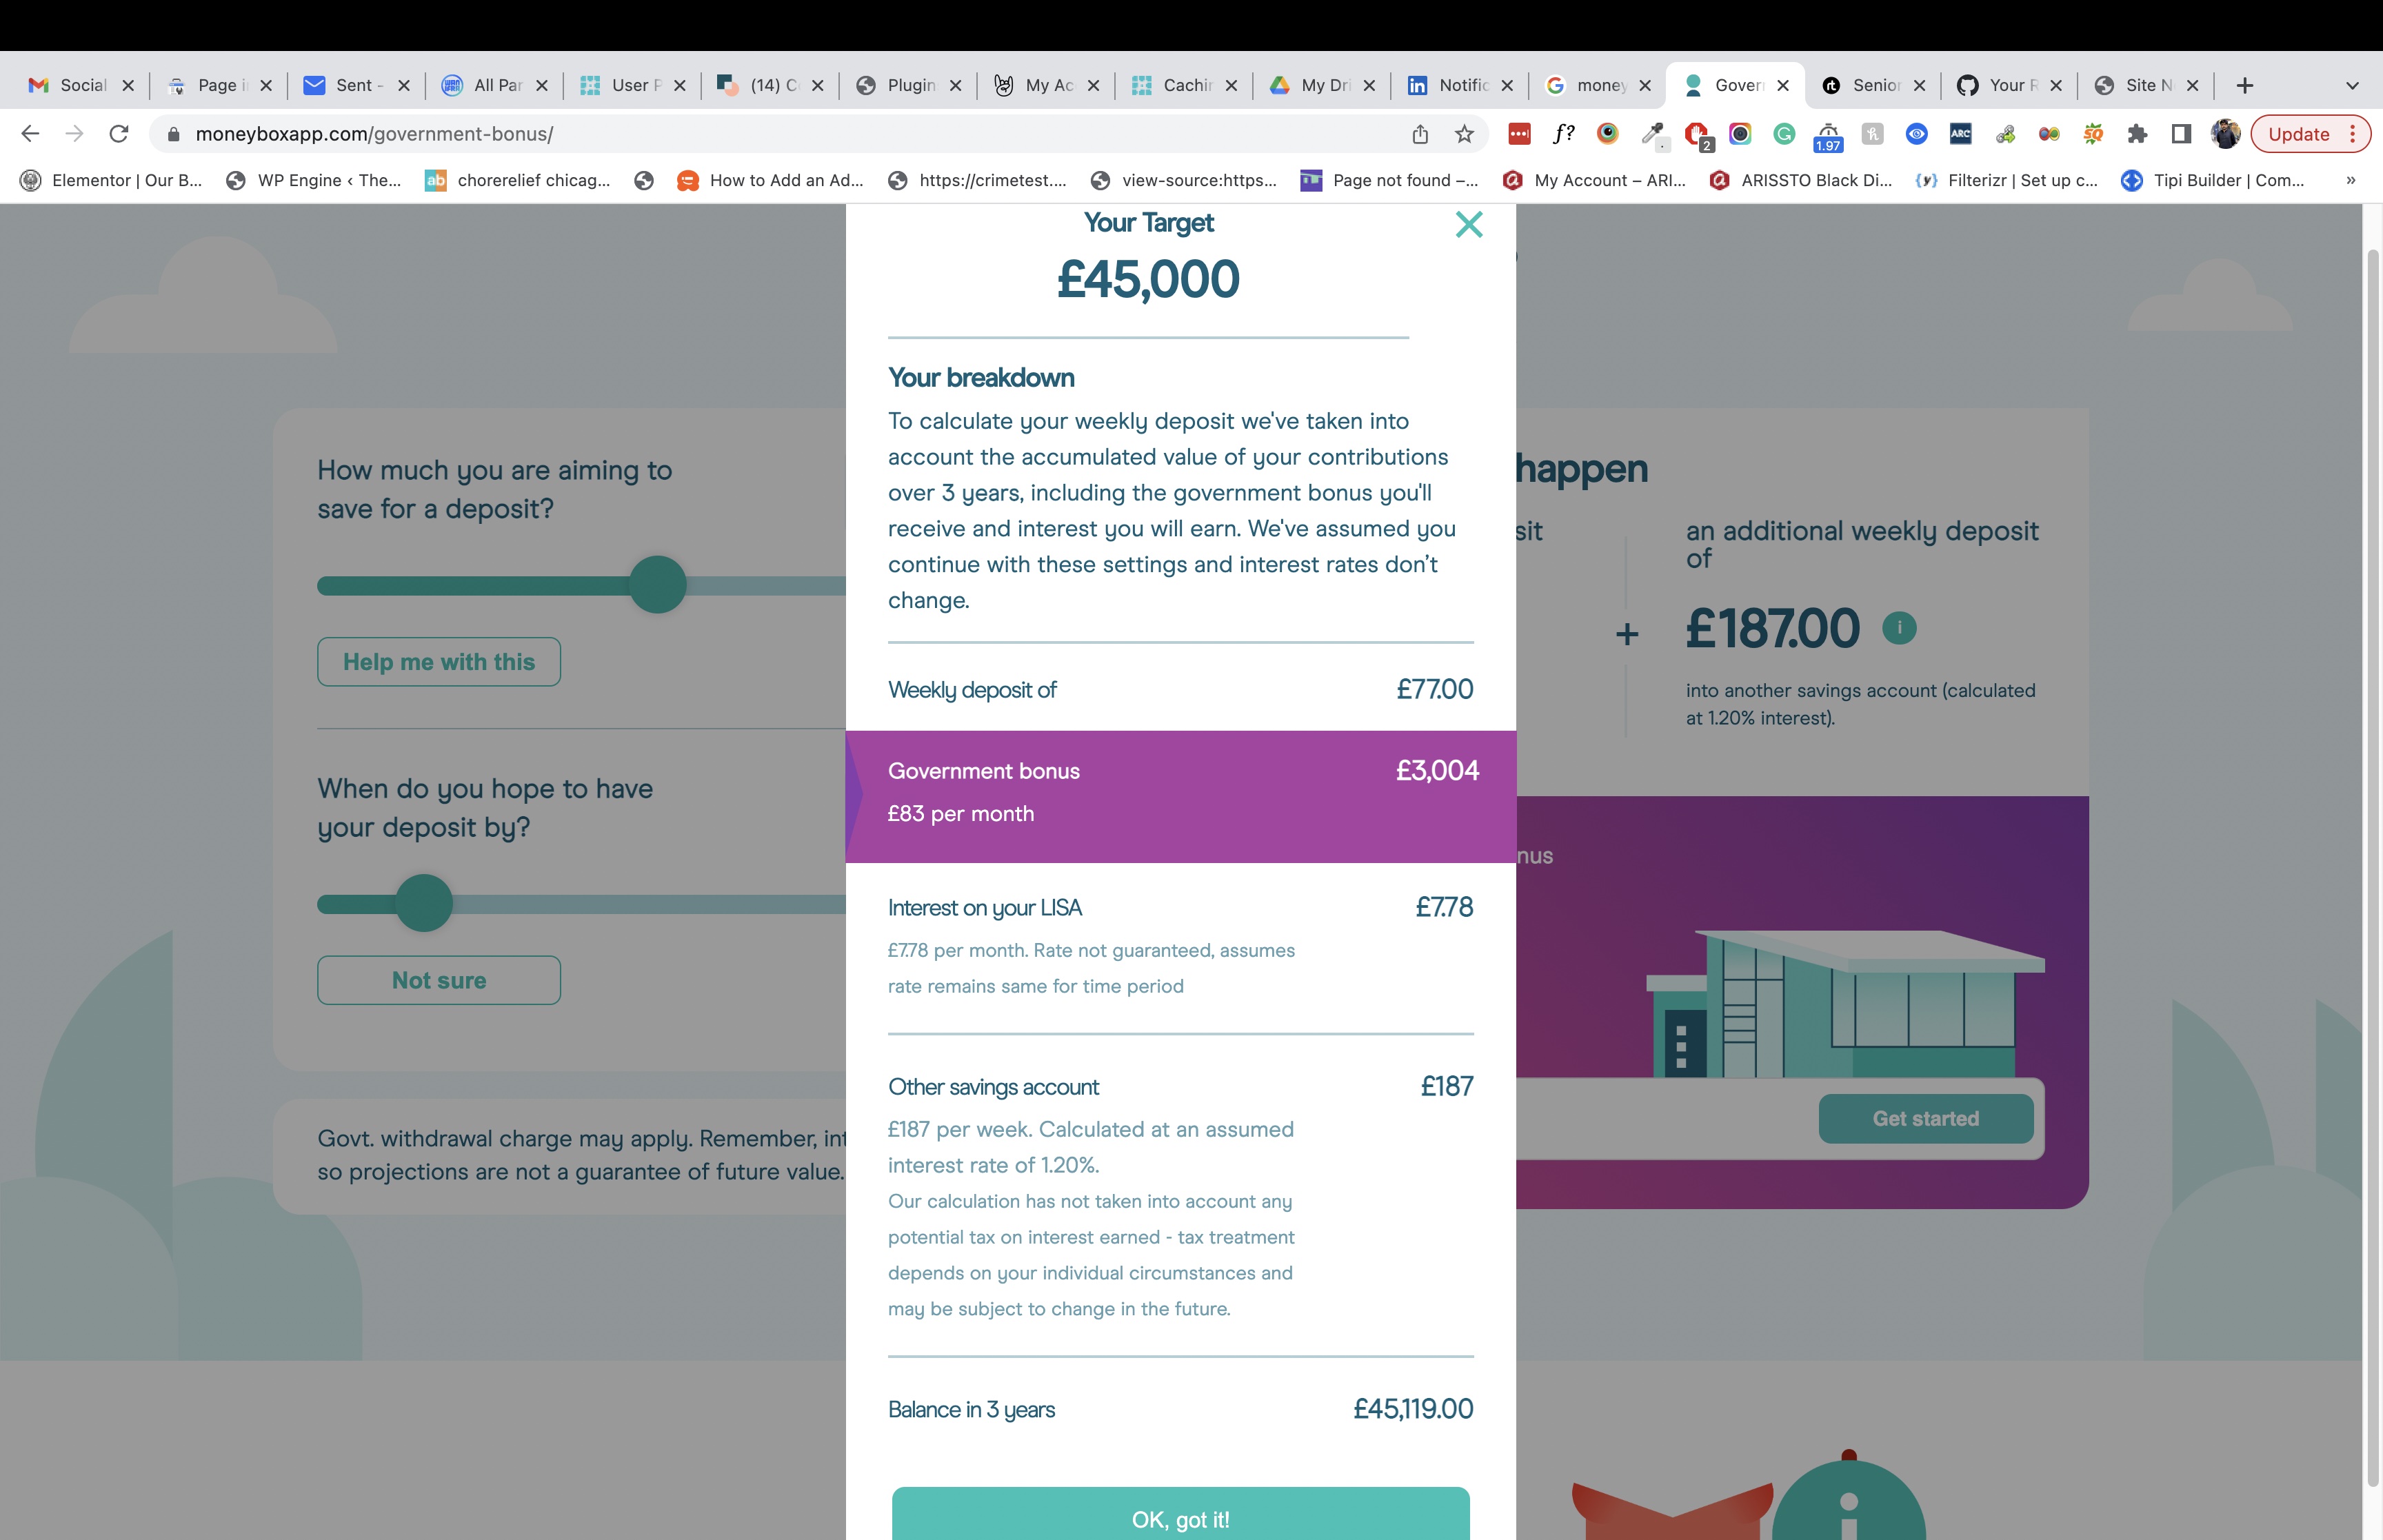 Social
Page i
Sent -
All Par
User P
(14) C
Plugin
My Ac
Cachin
My Dri
Notific
money
Gover
Senior
Your R
Site N
moneyboxapp.com/government-bonus/
f?
2
1.97
ARC
SQ
Update
Elementor | Our B...
WP Engine ‹ The...
ab
chorerelief chicag...
How to Add an Ad...
https://crimetest....
view-source:https...
Page not found –...
My Account – ARI...
ARISSTO Black Di...
{y}
Filterizr | Set up c...
Tipi Builder | Com...
»
Your Target
£45,000
Your breakdown
To calculate your weekly deposit we've taken into
account the accumulated value of your contributions
over 3 years, including the government bonus you'll
receive and interest you will earn. We've assumed you
continue with these settings and interest rates don’t
change.
Weekly deposit of
£77.00
Government bonus
£3,004
£83 per month
Interest on your LISA
£7.78
£7.78 per month. Rate not guaranteed, assumes
rate remains same for time period
Other savings account
£187
£187 per week. Calculated at an assumed
interest rate of 1.20%.
Our calculation has not taken into account any
potential tax on interest earned - tax treatment
depends on your individual circumstances and
may be subject to change in the future.
Balance in 3 years
£45,119.00
OK, got it!
How much you are aiming to
save for a deposit?
Help me with this
When do you hope to have
your deposit by?
Not sure
Govt. withdrawal charge may apply. Remember, int
so projections are not a guarantee of future value.
happen
sit
an additional weekly deposit
of
+
£187.00
i
into another savings account (calculated
at 1.20% interest).
nus
Get started
i